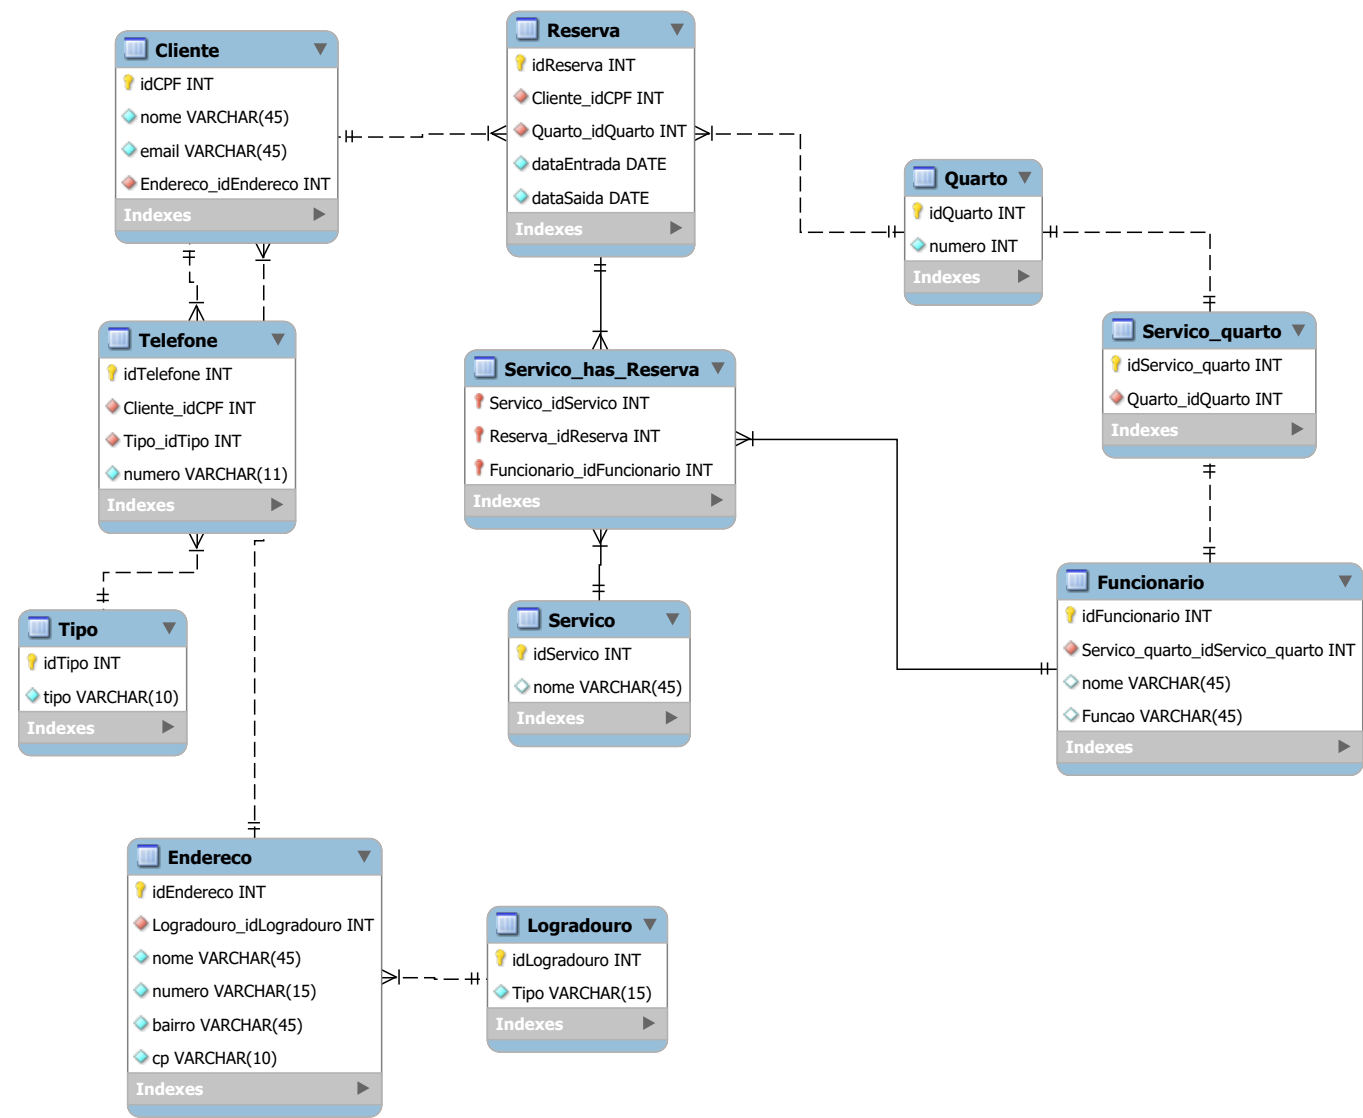 Cliente
idCPF INT
nome VARCHAR(45)
email VARCHAR(45)
Endereco_idEndereco INT
Indexes
Reserva
idReserva INT
Cliente_idCPF INT
Quarto_idQuarto INT
dataEntrada DATE
dataSaida DATE
Indexes
Quarto
idQuarto INT
numero INT
Indexes
Telefone
idTelefone INT
Cliente_idCPF INT
Tipo_idTipo INT
numero VARCHAR(11)
Indexes
Servico_has_Reserva
Servico_idServico INT
Reserva_idReserva INT
Funcionario_idFuncionario INT
Indexes
Servico_quarto
idServico_quarto INT
Quarto_idQuarto INT
Indexes
Tipo
idTipo INT
tipo VARCHAR(10)
Indexes
Servico
idServico INT
nome VARCHAR(45)
Indexes
Funcionario
idFuncionario INT
Servico_quarto_idServico_quarto INT
nome VARCHAR(45)
Funcao VARCHAR(45)
Indexes
Endereco
idEndereco INT
Logradouro_idLogradouro INT
nome VARCHAR(45)
numero VARCHAR(15)
bairro VARCHAR(45)
cp VARCHAR(10)
Indexes
Logradouro
idLogradouro INT
Tipo VARCHAR(15)
Indexes